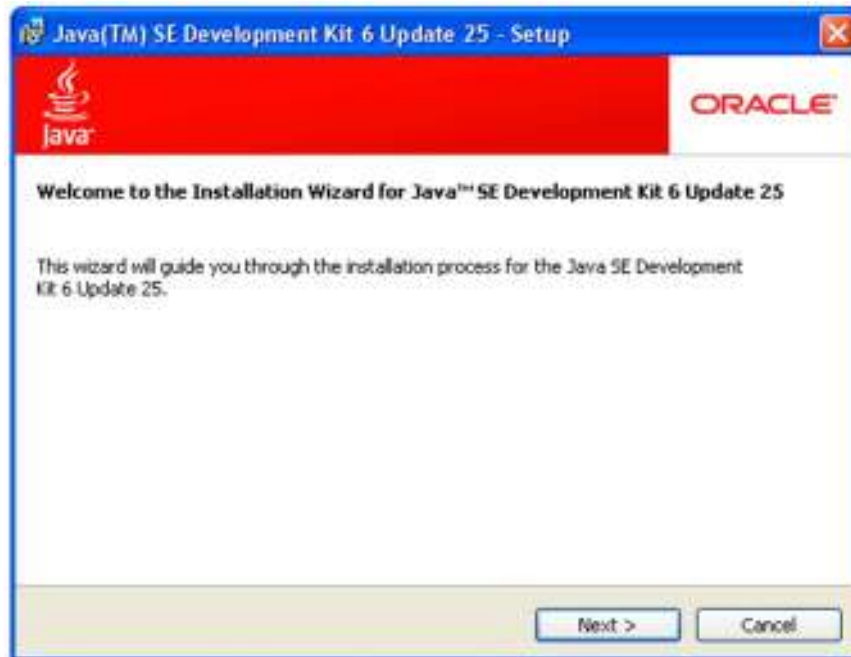 Java(TM) SE Development Kit 6 Update 25 - Setup
Java™
ORACLE®
Welcome to the Installation Wizard for Java™ SE Development Kit 6 Update 25
This wizard will guide you through the installation process for the Java SE Development
Kit 6 Update 25.
Next >
Cancel